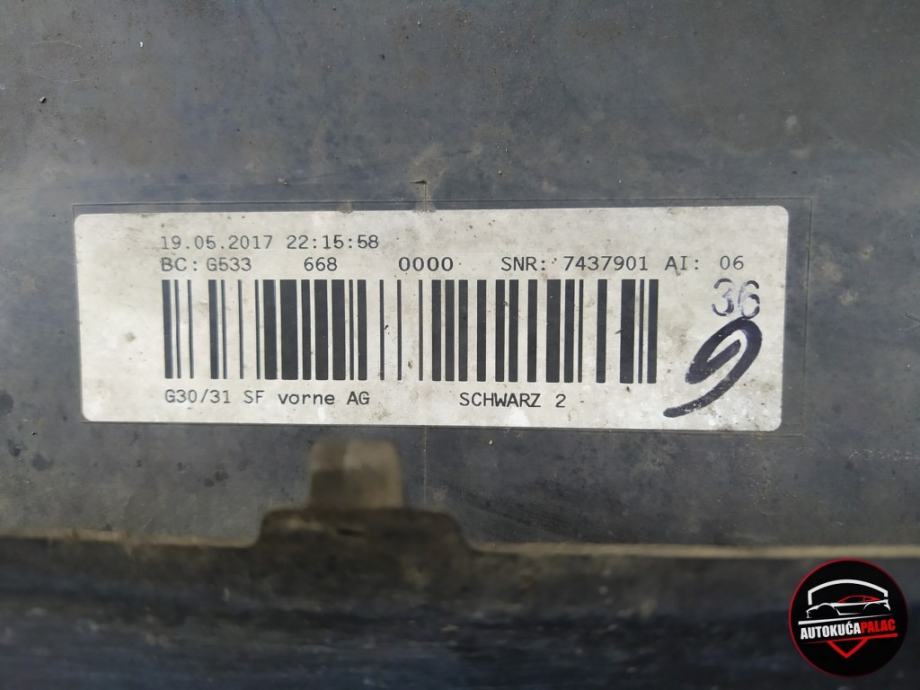 19.05.2017 22:15:58
BC: G533 668 0000 SNR: 7437901 AI: 06
36
G30/31 SF vorne AG SCHWARZ 2
AUTOKUĆAPALAC